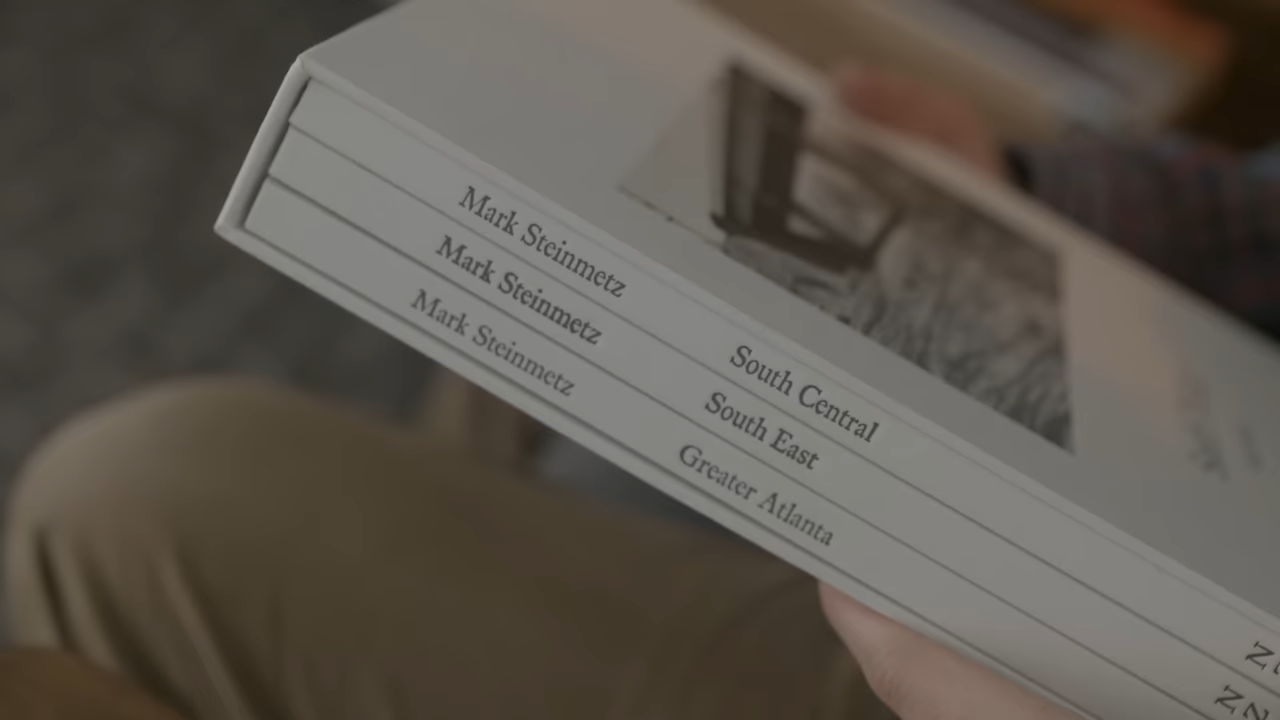 Mark Steinmetz South Central
Mark Steinmetz South East
Mark Steinmetz Greater Atlanta